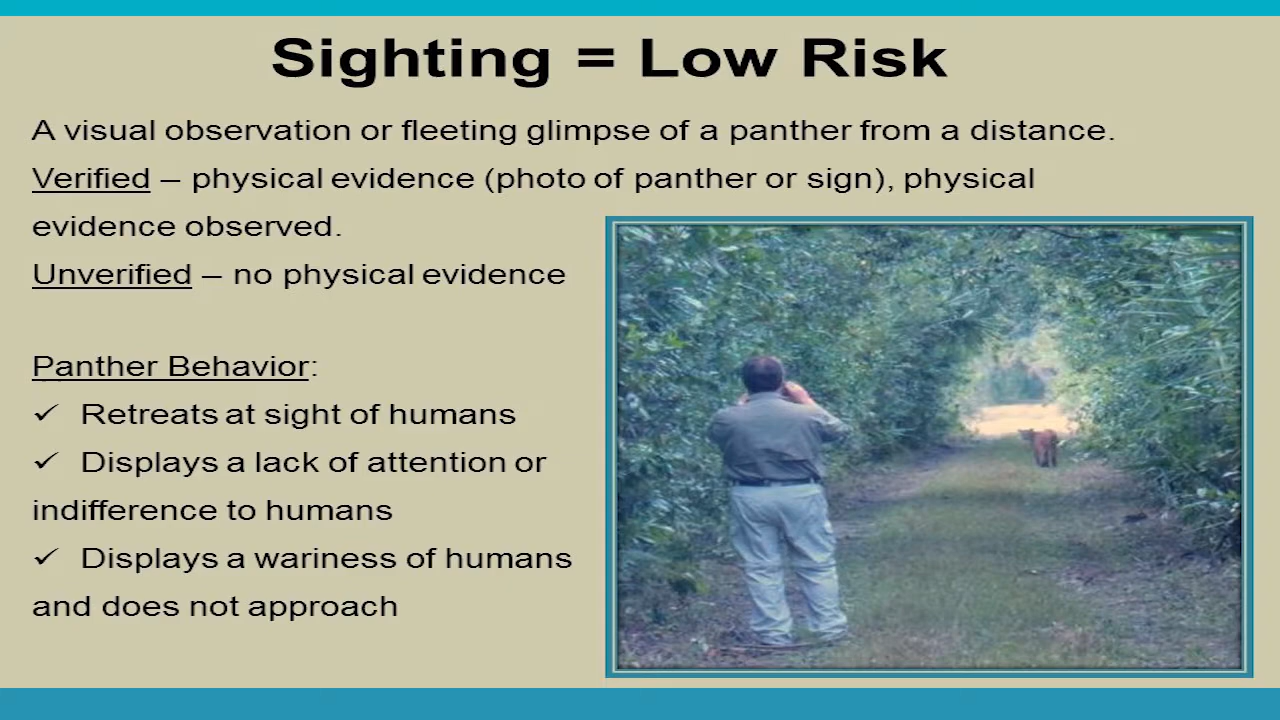 Sighting = Low Risk
A visual observation or fleeting glimpse of a panther from a distance.
Verified – physical evidence (photo of panther or sign), physical
evidence observed.
Unverified – no physical evidence
Panther Behavior:
✓ Retreats at sight of humans
✓ Displays a lack of attention or
indifference to humans
✓ Displays a wariness of humans
and does not approach